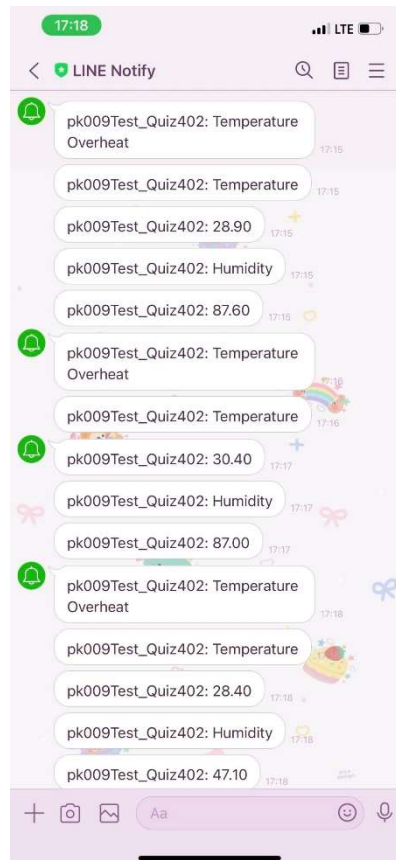 17:18
LTE
LINE Notify
pk009Test_Quiz402: Temperature
Overheat
17:15
pk009Test_Quiz402: Temperature
17:15
pk009Test_Quiz402: 28.90
17:15
pk009Test_Quiz402: Humidity
17:15
pk009Test_Quiz402: 87.60
17:15
pk009Test_Quiz402: Temperature
Overheat
17:16
pk009Test_Quiz402: Temperature
17:16
pk009Test_Quiz402: 30.40
17:17
pk009Test_Quiz402: Humidity
17:17
pk009Test_Quiz402: 87.00
17:17
pk009Test_Quiz402: Temperature
Overheat
17:18
pk009Test_Quiz402: Temperature
pk009Test_Quiz402: 28.40
17:18
pk009Test_Quiz402: Humidity
17:18
pk009Test_Quiz402: 47.10
17:18
Aa